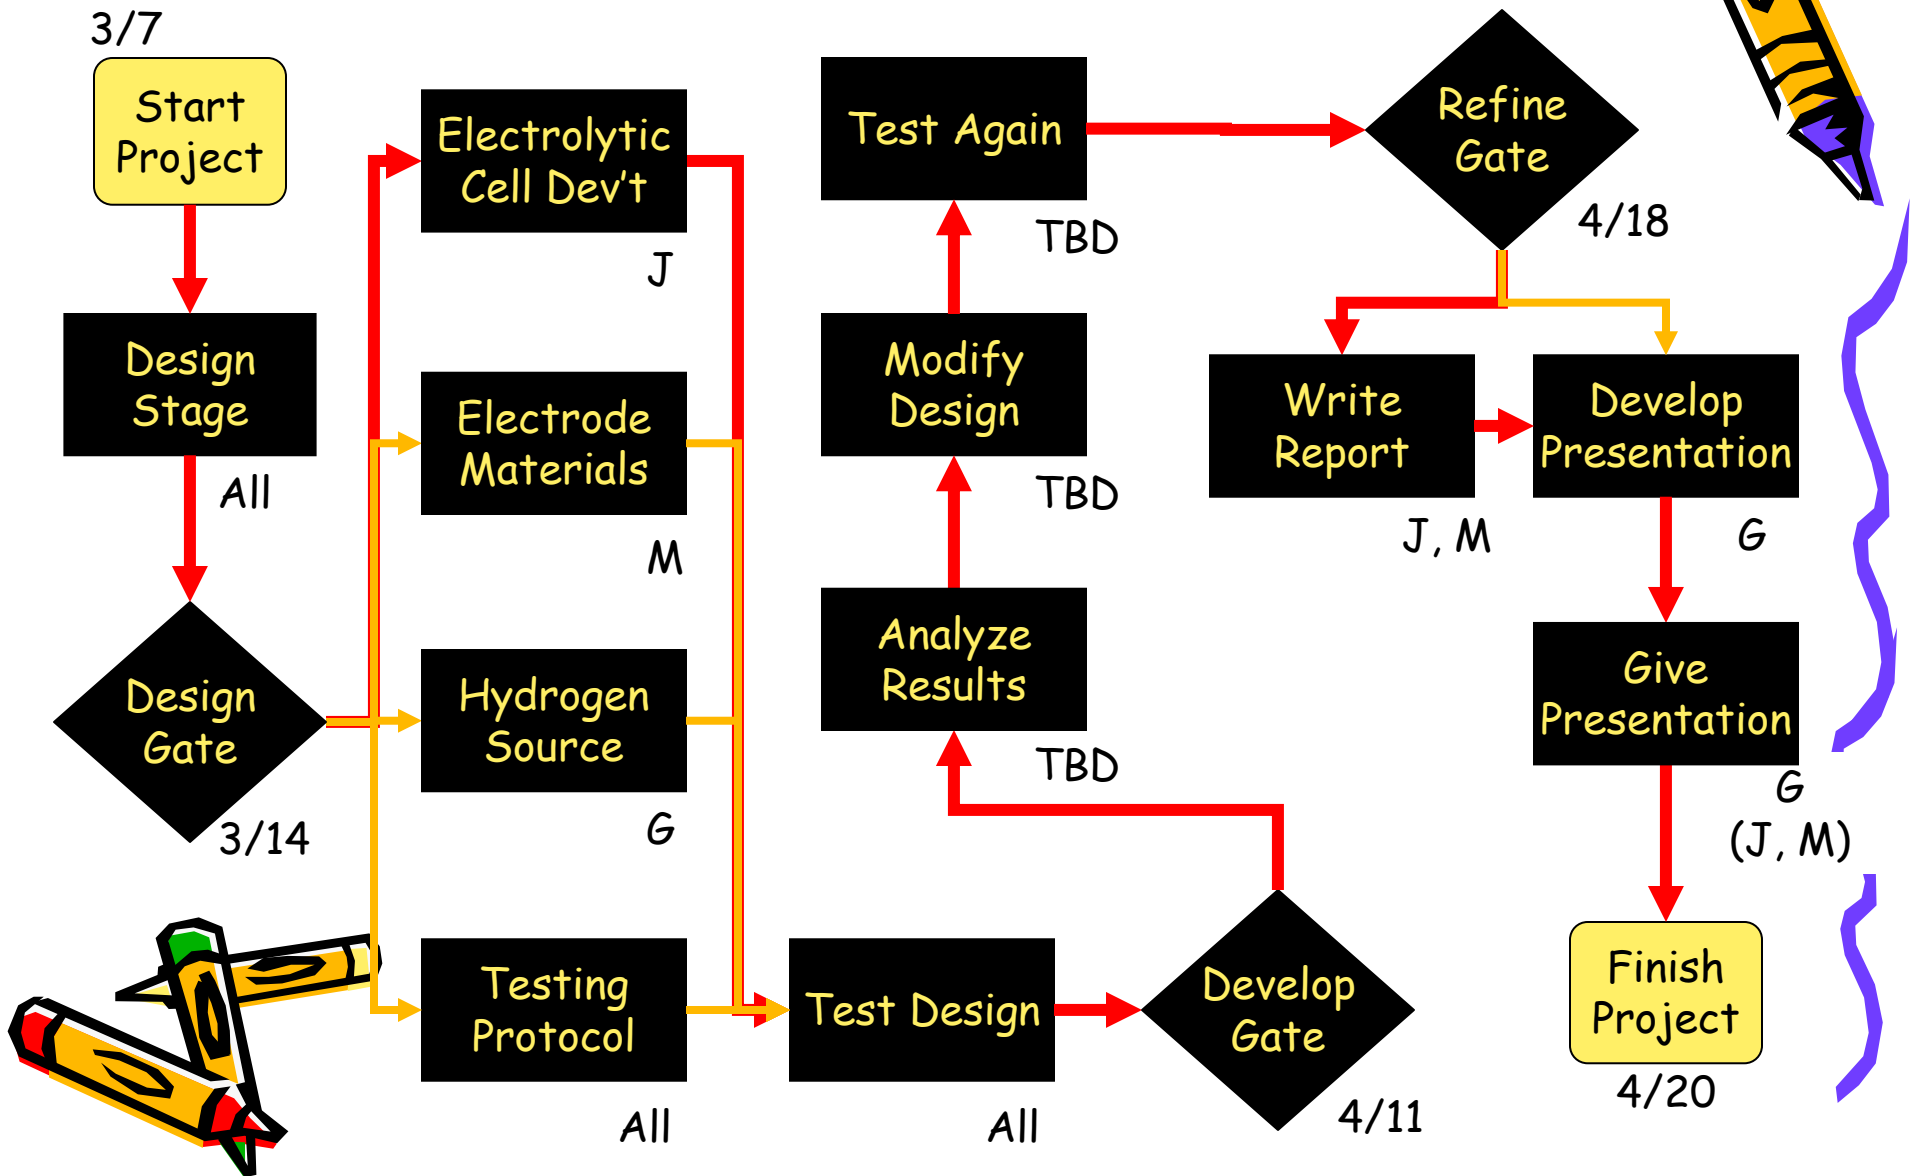 3/7
Start
Project
Design
Stage
All
Design
Gate
3/14
Electrolytic
Cell Dev't
J
Electrode
Materials
M
Hydrogen
Source
G
Testing
Protocol
All
Test Design
All
Develop
Gate
4/11
Analyze
Results
TBD
Modify
Design
TBD
Test Again
TBD
Refine
Gate
4/18
Write
Report
J, M
Develop
Presentation
G
Give
Presentation
G
(J, M)
Finish
Project
4/20